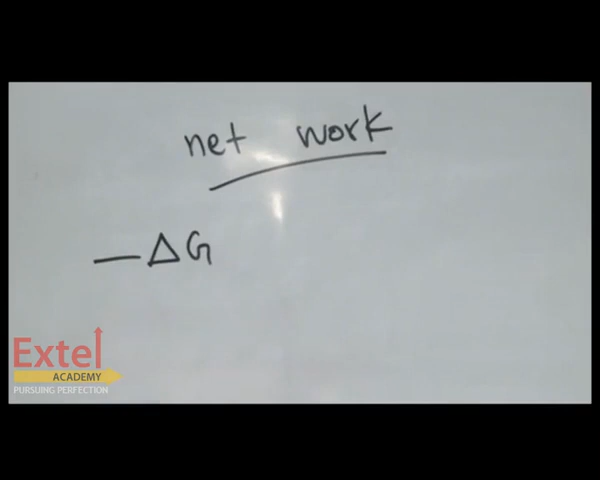 net work
—ΔG
Extel
ACADEMY
PURSUING PERFECTION